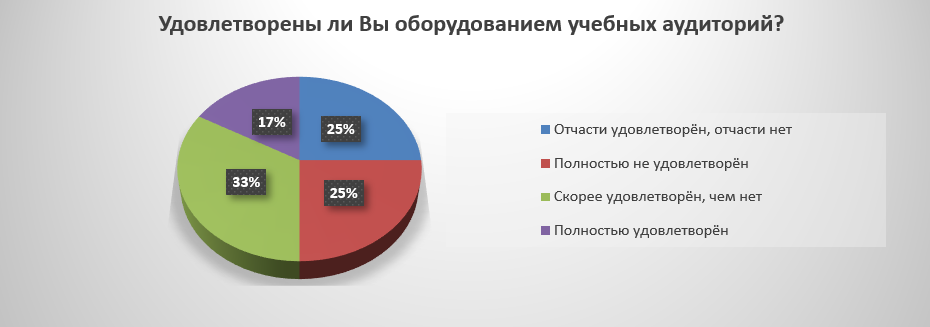 Удовлетворены ли Вы оборудованием учебных аудиторий?
17%
25%
33%
25%
Отчасти удовлетворён, отчасти нет
Полностью не удовлетворён
Скорее удовлетворён, чем нет
Полностью удовлетворён